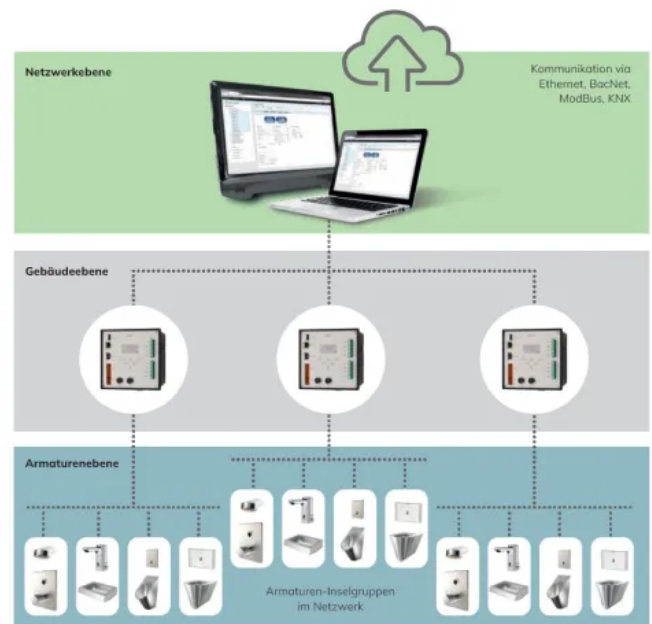 Netzwerkebene
Kommunikation via
Ethernet, BacNet,
ModBus, KNX
Gebäudeebene
Armaturenebene
Armaturen-Inselgruppen
im Netzwerk